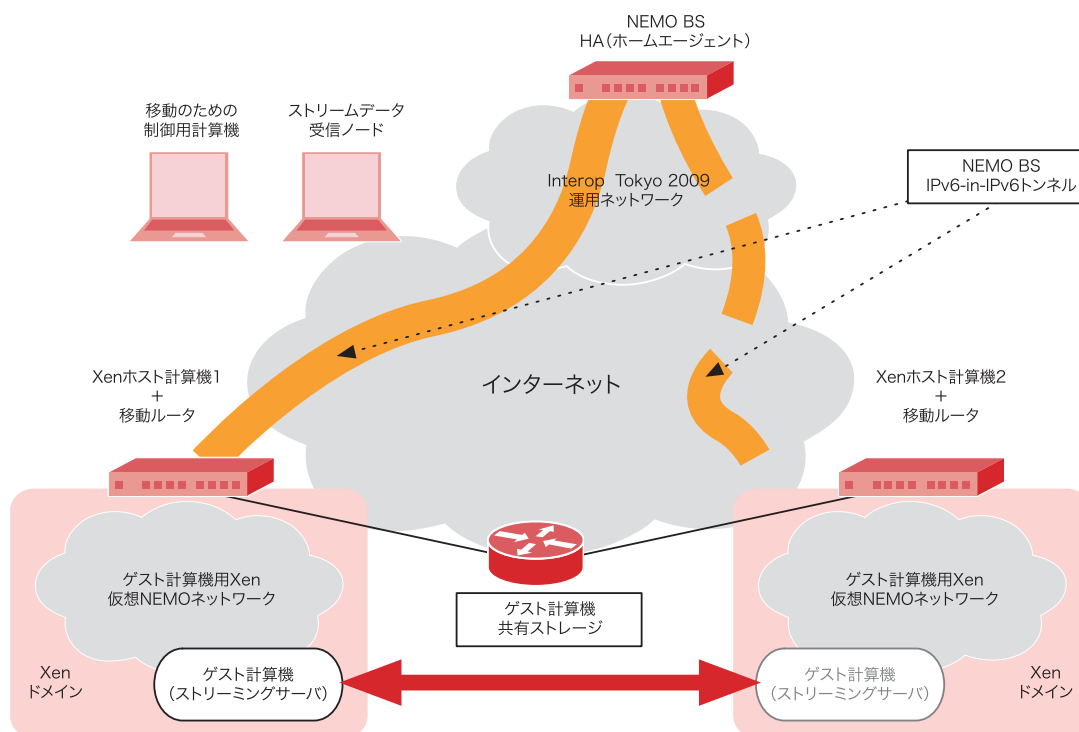 NEMO BS
HA（ホームエージェント）
移動のための
制御用計算機
ストリームデータ
受信ノード
Interop Tokyo 2009
運用ネットワーク
NEMO BS
IPv6-in-IPv6トンネル
Xenホスト計算機1
+
移動ルータ
インターネット
Xenホスト計算機2
+
移動ルータ
ゲスト計算機用Xen
仮想NEMOネットワーク
ゲスト計算機
共有ストレージ
ゲスト計算機用Xen
仮想NEMOネットワーク
Xen
ドメイン
ゲスト計算機
（ストリーミングサーバ）
ゲスト計算機
（ストリーミングサーバ）
Xen
ドメイン